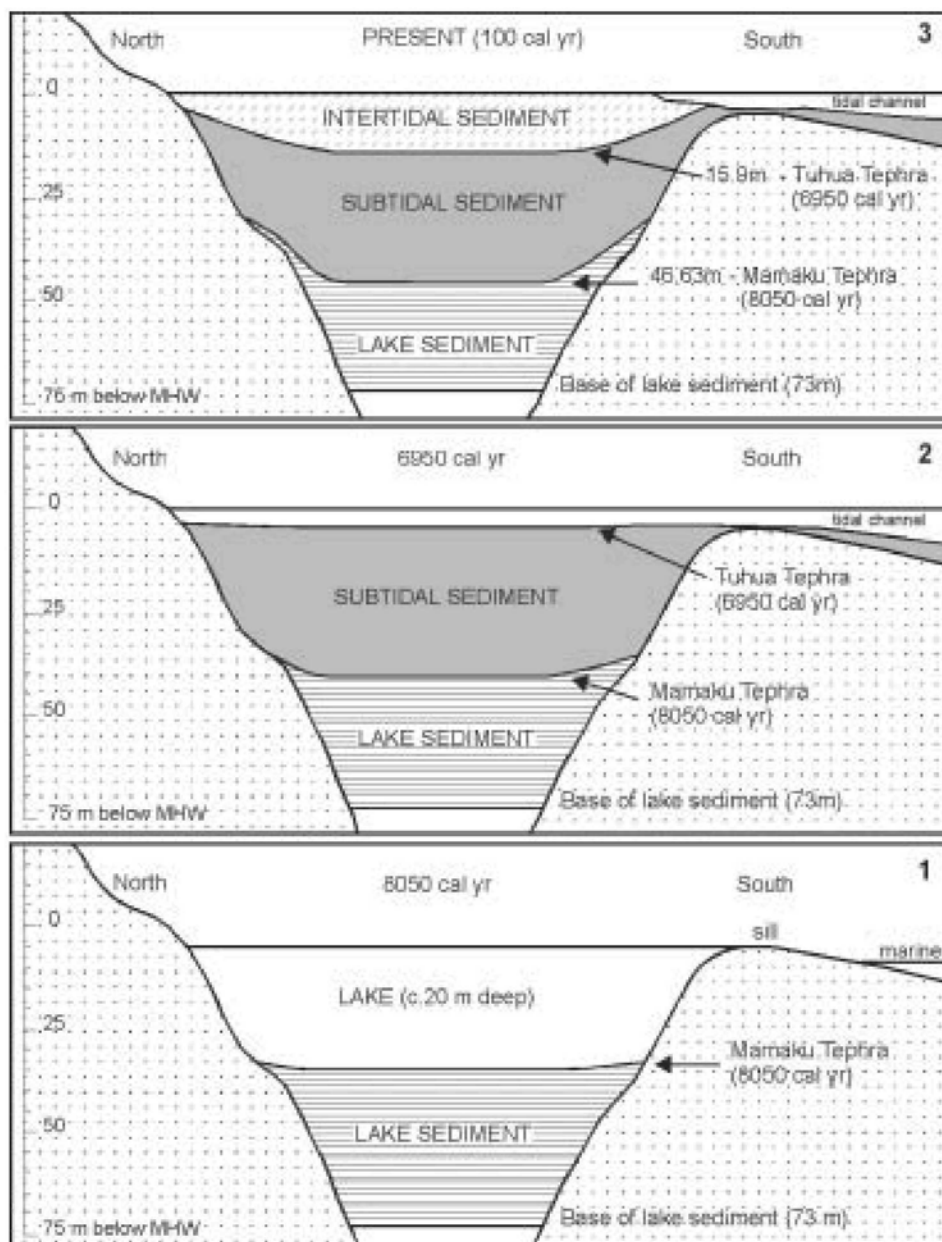 North PRESENT (100 cal yr) South 3
0
INTERTIDAL SEDIMENT
tidal channel
15.9m - Tuhua Tephra
(6950 cal yr)
25
SUBTIDAL SEDIMENT
46.63m - Mamaku Tephra
(8050 cal yr)
50
LAKE SEDIMENT
Base of lake sediment (73m)
75 m below MHW
North 6950 cal yr South 2
0
tidal channel
Tuhua Tephra
(6950 cal yr)
SUBTIDAL SEDIMENT
25
Mamaku Tephra
(8050 cal yr)
50
LAKE SEDIMENT
Base of lake sediment (73m)
75 m below MHW
North 8050 cal yr South 1
0
sill
marine
LAKE (c.20 m deep)
25
Mamaku Tephra
(8050 cal yr)
50
LAKE SEDIMENT
Base of lake sediment (73 m)
75 m below MHW